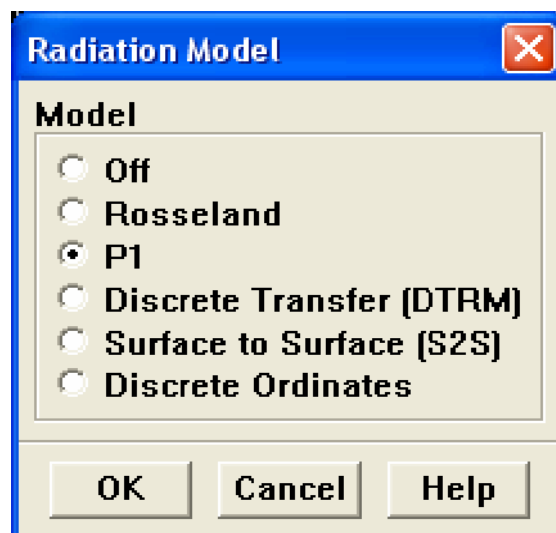 Radiation Model
Model
Off
Rosseland
P1
Discrete Transfer (DTRM)
Surface to Surface (S2S)
Discrete Ordinates
OK Cancel Help